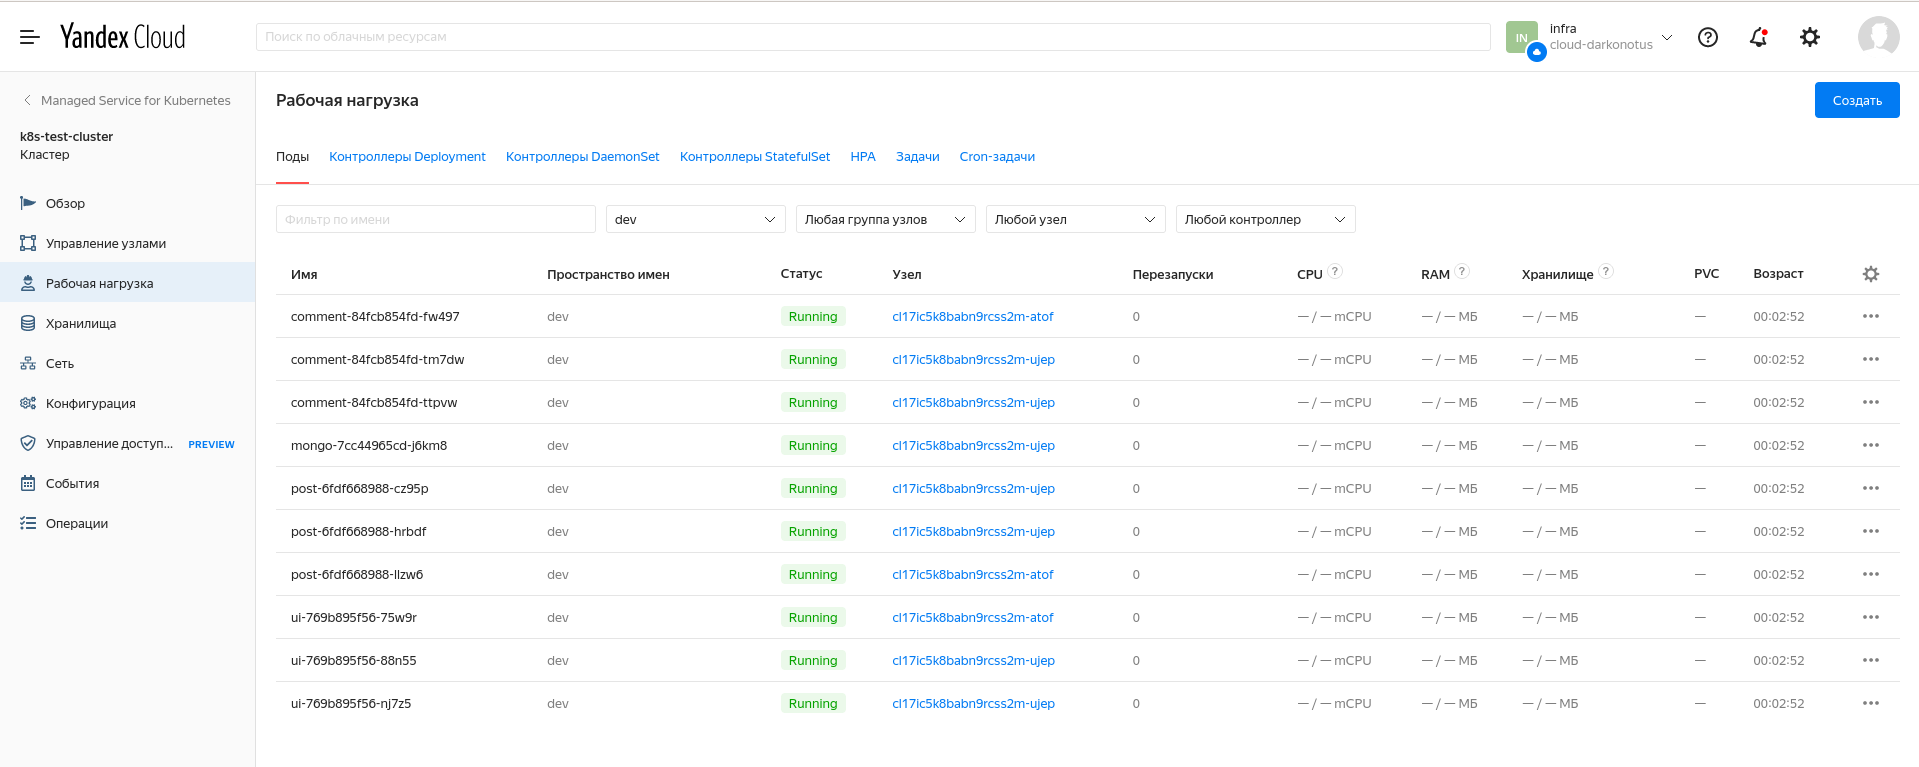 Yandex Cloud
Поиск по облачным ресурсам
IN
infra
cloud-darkonotus
Managed Service for Kubernetes
k8s-test-cluster
Кластер
Обзор
Управление узлами
Рабочая нагрузка
Хранилища
Сеть
Конфигурация
Управление доступ... PREVIEW
События
Операции
Рабочая нагрузка
Создать
Поды Контроллеры Deployment Контроллеры DaemonSet Контроллеры StatefulSet HPA Задачи Cron-задачи
Фильтр по имени dev Любая группа узлов Любой узел Любой контроллер
Имя Пространство имен Статус Узел Перезапуски CPU ? RAM ? Хранилище ? PVC Возраст
comment-84fcb854fd-fw497 dev Running cl17ic5k8babn9rcss2m-atof 0 — / — mCPU — / — МБ — / — МБ — 00:02:52
comment-84fcb854fd-tm7dw dev Running cl17ic5k8babn9rcss2m-ujep 0 — / — mCPU — / — МБ — / — МБ — 00:02:52
comment-84fcb854fd-ttpvw dev Running cl17ic5k8babn9rcss2m-ujep 0 — / — mCPU — / — МБ — / — МБ — 00:02:52
mongo-7cc44965cd-j6km8 dev Running cl17ic5k8babn9rcss2m-ujep 0 — / — mCPU — / — МБ — / — МБ — 00:02:52
post-6fdf668988-cz95p dev Running cl17ic5k8babn9rcss2m-ujep 0 — / — mCPU — / — МБ — / — МБ — 00:02:52
post-6fdf668988-hrbdf dev Running cl17ic5k8babn9rcss2m-ujep 0 — / — mCPU — / — МБ — / — МБ — 00:02:52
post-6fdf668988-llzw6 dev Running cl17ic5k8babn9rcss2m-atof 0 — / — mCPU — / — МБ — / — МБ — 00:02:52
ui-769b895f56-75w9r dev Running cl17ic5k8babn9rcss2m-atof 0 — / — mCPU — / — МБ — / — МБ — 00:02:52
ui-769b895f56-88n55 dev Running cl17ic5k8babn9rcss2m-ujep 0 — / — mCPU — / — МБ — / — МБ — 00:02:52
ui-769b895f56-nj7z5 dev Running cl17ic5k8babn9rcss2m-ujep 0 — / — mCPU — / — МБ — / — МБ — 00:02:52